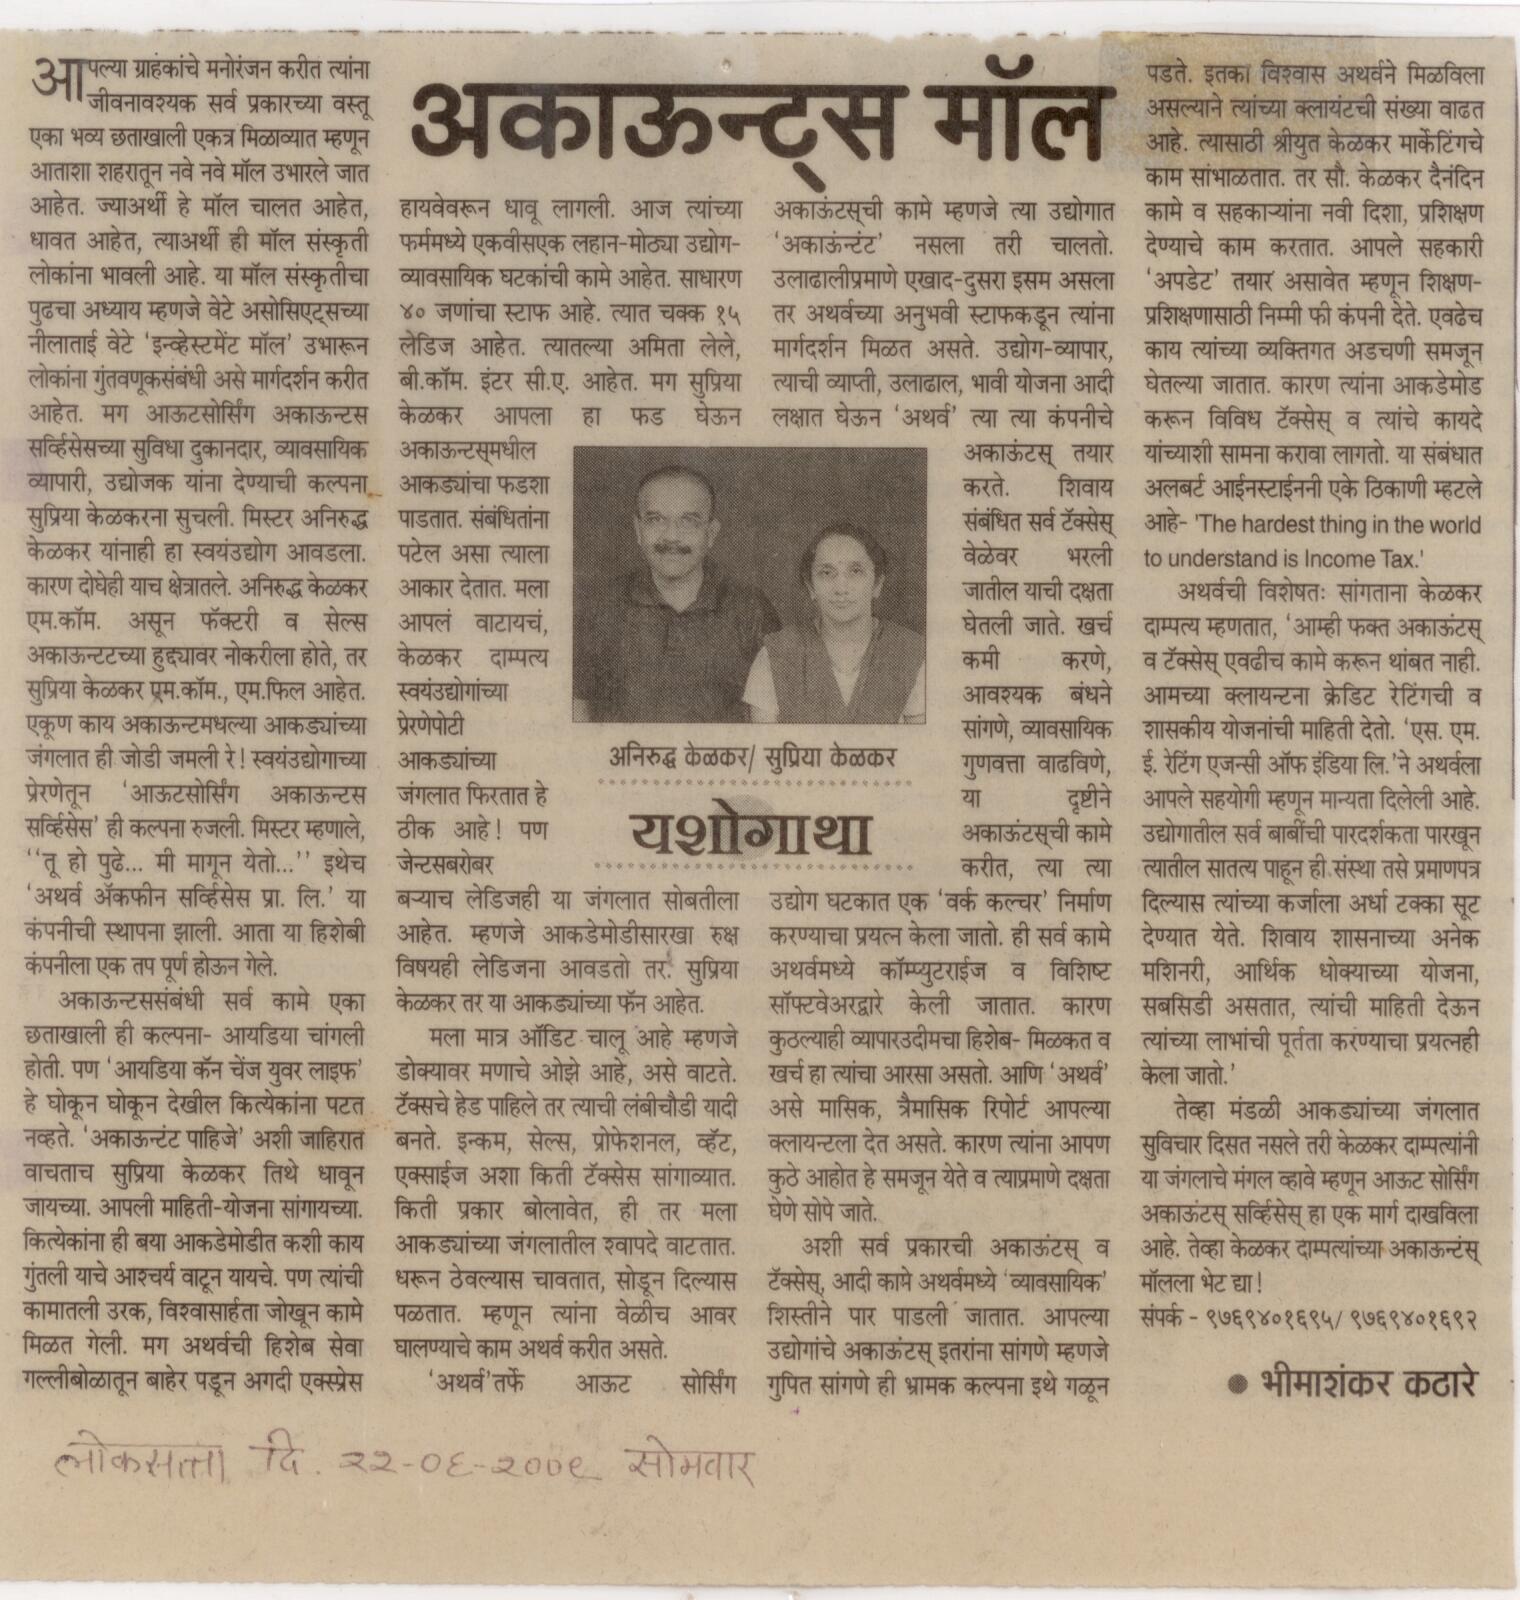 अकाऊन्ट्स मॉल
आपल्या ग्राहंकांचे मनोरंजन करीत त्यांना
जीवनावश्यक सर्व प्रकारच्या वस्तू
एका भव्य छताखाली एकत्र मिळाव्यात म्हणून
आताशा शहरातून नवे नवे मॉल उभारले जात
आहेत. ज्याअर्थी हे मॉल चालत आहेत,
धावत आहेत, त्याअर्थी ही मॉल संस्कृती
लोकांना भावली आहे. या मॉल संस्कृतीचा
पुढचा अध्याय म्हणजे वेटे असोसिएट्सच्या
नीलाताई वेटे ‘इन्व्हेस्टमेंट मॉल’ उभारून
लोकांना गुंतवणूकसंबंधी असे मार्गदर्शन करीत
आहेत. मग आऊटसोर्सिंग अकाऊन्टस
सर्व्हिसेसच्या सुविधा दुकानदार, व्यावसायिक
व्यापारी, उद्योजक यांना देण्याची कल्पना
सुप्रिया केळकरना सुचली. मिस्टर अनिरुद्ध
केळकर यांनाही हा स्वयंउद्योग आवडला.
कारण दोघेही याच क्षेत्रातले. अनिरुद्ध केळकर
एम.कॉम. असून फॅक्टरी व सेल्स
अकाऊन्टटच्या हुद्द्यावर नोकरीला होते, तर
सुप्रिया केळकर एम.कॉम., एम.फिल आहेत.
एकूण काय अकाऊन्टमधल्या आकड्यांच्या
जंगलात ही जोडी जमली रे! स्वयंउद्योगाच्या
प्रेरणेतून ‘आऊटसोर्सिंग अकाऊन्टस
सर्व्हिसेस’ ही कल्पना रुजली. मिस्टर म्हणाले,
‘‘तू हो पुढे... मी मागून येतो...’’ इथेच
‘अथर्व ॲकफीन सर्व्हिसेस प्रा. लि.’ या
कंपनीची स्थापना झाली. आता या हिशेबी
कंपनीला एक तप पूर्ण होऊन गेले.
अकाऊन्टससंबंधी सर्व कामे एका
छताखाली ही कल्पना- आयडिया चांगली
होती. पण ‘आयडिया कॅन चेंज युवर लाइफ’
हे घोकून घोकून देखील कित्येकांना पटत
नव्हते. ‘अकाऊन्टंट पाहिजे’ अशी जाहिरात
वाचताच सुप्रिया केळकर तिथे धावून
जायच्या. आपली माहिती-योजना सांगायच्या.
कित्येकांना ही बया आकडेमोडीत कशी काय
गुंतली याचे आश्चर्य वाटून यायचे. पण त्यांची
कामातली उरक, विश्वासार्हता जोखून कामे
मिळत गेली. मग अथर्वची हिशेब सेवा
गल्लीबोळातून बाहेर पडून अगदी एक्स्प्रेस
हायवेवरून धावू लागली. आज त्यांच्या
फर्ममध्ये एकवीसएक लहान-मोठ्या उद्योग-
व्यावसायिक घटकांची कामे आहेत. साधारण
४० जणांचा स्टाफ आहे. त्यात चक्क १५
लेडिज आहेत. त्यातल्या अमिता लेले,
बी.कॉम. इंटर सी.ए. आहेत. मग सुप्रिया
केळकर आपला हा फड घेऊन
अकाऊन्टस्‌मधील
आकड्यांचा फडशा
पाडतात. संबंधितांना
पटेल असा त्याला
आकार देतात. मला
आपलं वाटायचं,
केळकर दाम्पत्य
स्वयंउद्योगांच्या
प्रेरणेपोटी
आकड्यांच्या
जंगलात फिरतात हे
ठीक आहे! पण
जेन्टसबरोबर
बऱ्याच लेडिजही या जंगलात सोबतीला
आहेत. म्हणजे आकडेमोडीसारखा रुक्ष
विषयही लेडिजना आवडतो तर. सुप्रिया
केळकर तर या आकड्यांच्या फॅन आहेत.
मला मात्र ऑडिट चालू आहे म्हणजे
डोक्यावर मणाचे ओझे आहे, असे वाटते.
टॅक्सचे हेड पाहिले तर त्याची लंबीचौडी यादी
बनते. इन्कम, सेल्स, प्रोफेशनल, व्हॅट,
एक्साईज अशा किती टॅक्सेस सांगाव्यात.
किती प्रकार बोलावेत, ही तर मला
आकड्यांच्या जंगलातील श्वापदे वाटतात.
धरून ठेवल्यास चावतात, सोडून दिल्यास
पळतात. म्हणून त्यांना वेळीच आवर
घालण्याचे काम अथर्व करीत असते.
‘अथर्व’तर्फे आऊट सोर्सिंग
अकाऊंटस्‌ची कामे म्हणजे त्या उद्योगात
‘अकाऊंन्टंट’ नसला तरी चालतो.
उलाढालीप्रमाणे एखाद-दुसरा इसम असला
तर अथर्वच्या अनुभवी स्टाफकडून त्यांना
मार्गदर्शन मिळत असते. उद्योग-व्यापार,
त्याची व्याप्ती, उलाढाल, भावी योजना आदी
लक्षात घेऊन ‘अथर्व’ त्या त्या कंपनीचे
अकाऊंटस् तयार
करते. शिवाय
संबंधित सर्व टॅक्सेस्
वेळेवर भरली
जातील याची दक्षता
घेतली जाते. खर्च
कमी करणे,
आवश्यक बंधने
सांगणे, व्यावसायिक
गुणवत्ता वाढविणे,
या दृष्टीने
अकाऊंटस्‌ची कामे
करीत, त्या त्या
उद्योग घटकात एक ‘वर्क कल्चर’ निर्माण
करण्याचा प्रयत्न केला जातो. ही सर्व कामे
अथर्वमध्ये कॉम्प्युटराईज व विशिष्ट
सॉफ्टवेअरद्वारे केली जातात. कारण
कुठल्याही व्यापारउदीमचा हिशेब- मिळकत व
खर्च हा त्यांचा आरसा असतो. आणि ‘अथर्व’
असे मासिक, त्रैमासिक रिपोर्ट आपल्या
क्लायन्टला देत असते. कारण त्यांना आपण
कुठे आहोत हे समजून येते व त्याप्रमाणे दक्षता
घेणे सोपे जाते.
अशी सर्व प्रकारची अकाऊंटस् व
टॅक्सेस्, आदी कामे अथर्वमध्ये ‘व्यावसायिक’
शिस्तीने पार पाडली जातात. आपल्या
उद्योगांचे अकाऊंटस् इतरांना सांगणे म्हणजे
गुपित सांगणे ही भ्रामक कल्पना इथे गळून
अनिरुद्ध केळकर/ सुप्रिया केळकर
यशोगाथा
पडते. इतका विश्वास अथर्वने मिळविला
असल्याने त्यांच्या क्लायंटची संख्या वाढत
आहे. त्यासाठी श्रीयुत केळकर मार्केटिंगचे
काम सांभाळतात. तर सौ. केळकर दैनंदिन
कामे व सहकाऱ्यांना नवी दिशा, प्रशिक्षण
देण्याचे काम करतात. आपले सहकारी
‘अपडेट’ तयार असावेत म्हणून शिक्षण-
प्रशिक्षणासाठी निम्मी फी कंपनी देते. एवढेच
काय त्यांच्या व्यक्तिगत अडचणी समजून
घेतल्या जातात. कारण त्यांना आकडेमोड
करून विविध टॅक्सेस् व त्यांचे कायदे
यांच्याशी सामना करावा लागतो. या संबंधात
अलबर्ट आईनस्टाईननी एके ठिकाणी म्हटले
आहे- 'The hardest thing in the world
to understand is Income Tax.'
अथर्वची विशेषतः सांगताना केळकर
दाम्पत्य म्हणतात, ‘आम्ही फक्त अकाऊंटस्
व टॅक्सेस् एवढीच कामे करून थांबत नाही.
आमच्या क्लायन्टना क्रेडिट रेटिंगची व
शासकीय योजनांची माहिती देतो. ‘एस. एम.
ई. रेटिंग एजन्सी ऑफ इंडिया लि.’ने अथर्वला
आपले सहयोगी म्हणून मान्यता दिलेली आहे.
उद्योगातील सर्व बाबींची पारदर्शकता पारखून
त्यातील सातत्य पाहून ही संस्था तसे प्रमाणपत्र
दिल्यास त्यांच्या कर्जाला अर्धा टक्का सूट
देण्यात येते. शिवाय शासनाच्या अनेक
मशिनरी, आर्थिक धोक्याच्या योजना,
सबसिडी असतात, त्यांची माहिती देऊन
त्यांच्या लाभांची पूर्तता करण्याचा प्रयत्नही
केला जातो.’
तेव्हा मंडळी आकड्यांच्या जंगलात
सुविचार दिसत नसले तरी केळकर दाम्पत्यांनी
या जंगलाचे मंगल व्हावे म्हणून आऊट सोर्सिंग
अकाऊंटस् सर्व्हिसेस् हा एक मार्ग दाखविला
आहे. तेव्हा केळकर दाम्पत्यांच्या अकाऊन्टंस्
मॉलला भेट द्या!
संपर्क - ९७६९४०१६९५/ ९७६९४०१६९२
● भीमाशंकर कठारे
लोकसत्ता दि. २२-०६-२००९ सोमवार